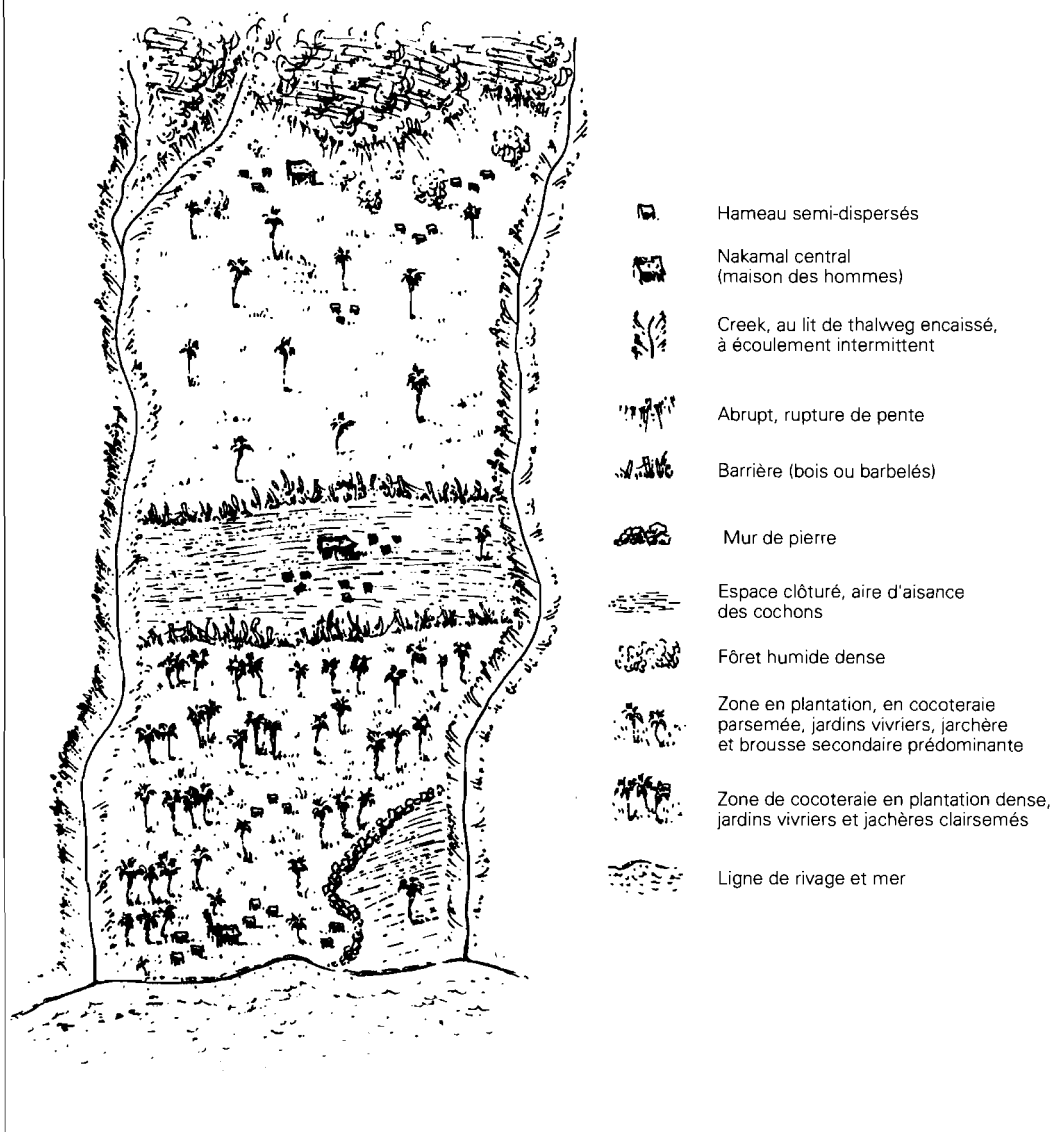 Hameau semi-dispersés
Nakamal central
(maison des hommes)
Creek, au lit de thalweg encaissé,
à écoulement intermittent
Abrupt, rupture de pente
Barrière (bois ou barbelés)
Mur de pierre
Espace clôturé, aire d'aisance
des cochons
Fôret humide dense
Zone en plantation, en cocoteraie
parsemée, jardins vivriers, jarchère
et brousse secondaire prédominante
Zone de cocoteraie en plantation dense,
jardins vivriers et jachères clairsemés
Ligne de rivage et mer